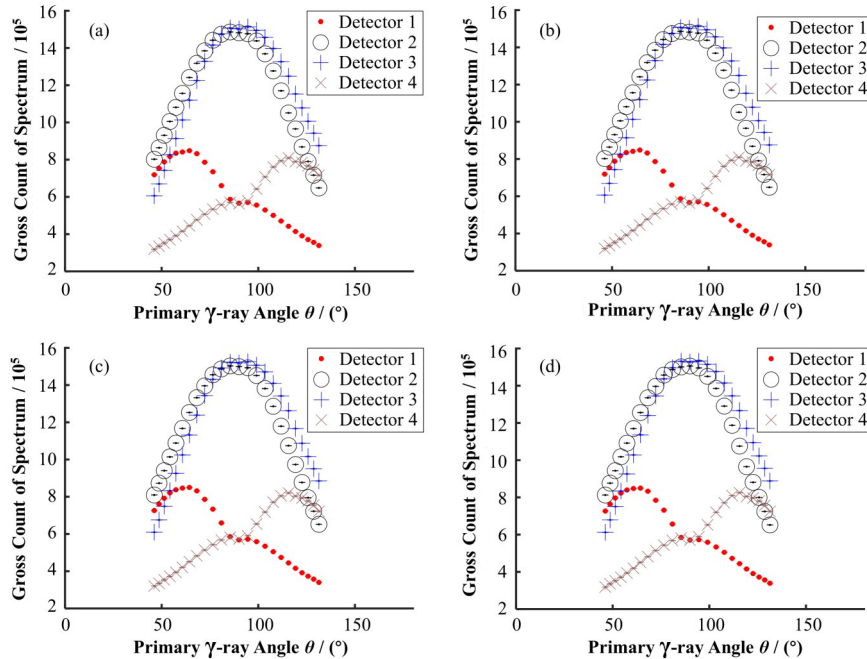 (a)
Detector 1
Detector 2
Detector 3
Detector 4
Gross Count of Spectrum / 10⁵
16
14
12
10
8
6
4
2
0
50
100
150
Primary γ-ray Angle θ / (°)
(b)
Detector 1
Detector 2
Detector 3
Detector 4
Gross Count of Spectrum / 10⁵
16
14
12
10
8
6
4
2
0
50
100
150
Primary γ-ray Angle θ / (°)
(c)
Detector 1
Detector 2
Detector 3
Detector 4
Gross Count of Spectrum / 10⁵
16
14
12
10
8
6
4
2
0
50
100
150
Primary γ-ray Angle θ / (°)
(d)
Detector 1
Detector 2
Detector 3
Detector 4
Gross Count of Spectrum / 10⁵
16
14
12
10
8
6
4
2
0
50
100
150
Primary γ-ray Angle θ / (°)